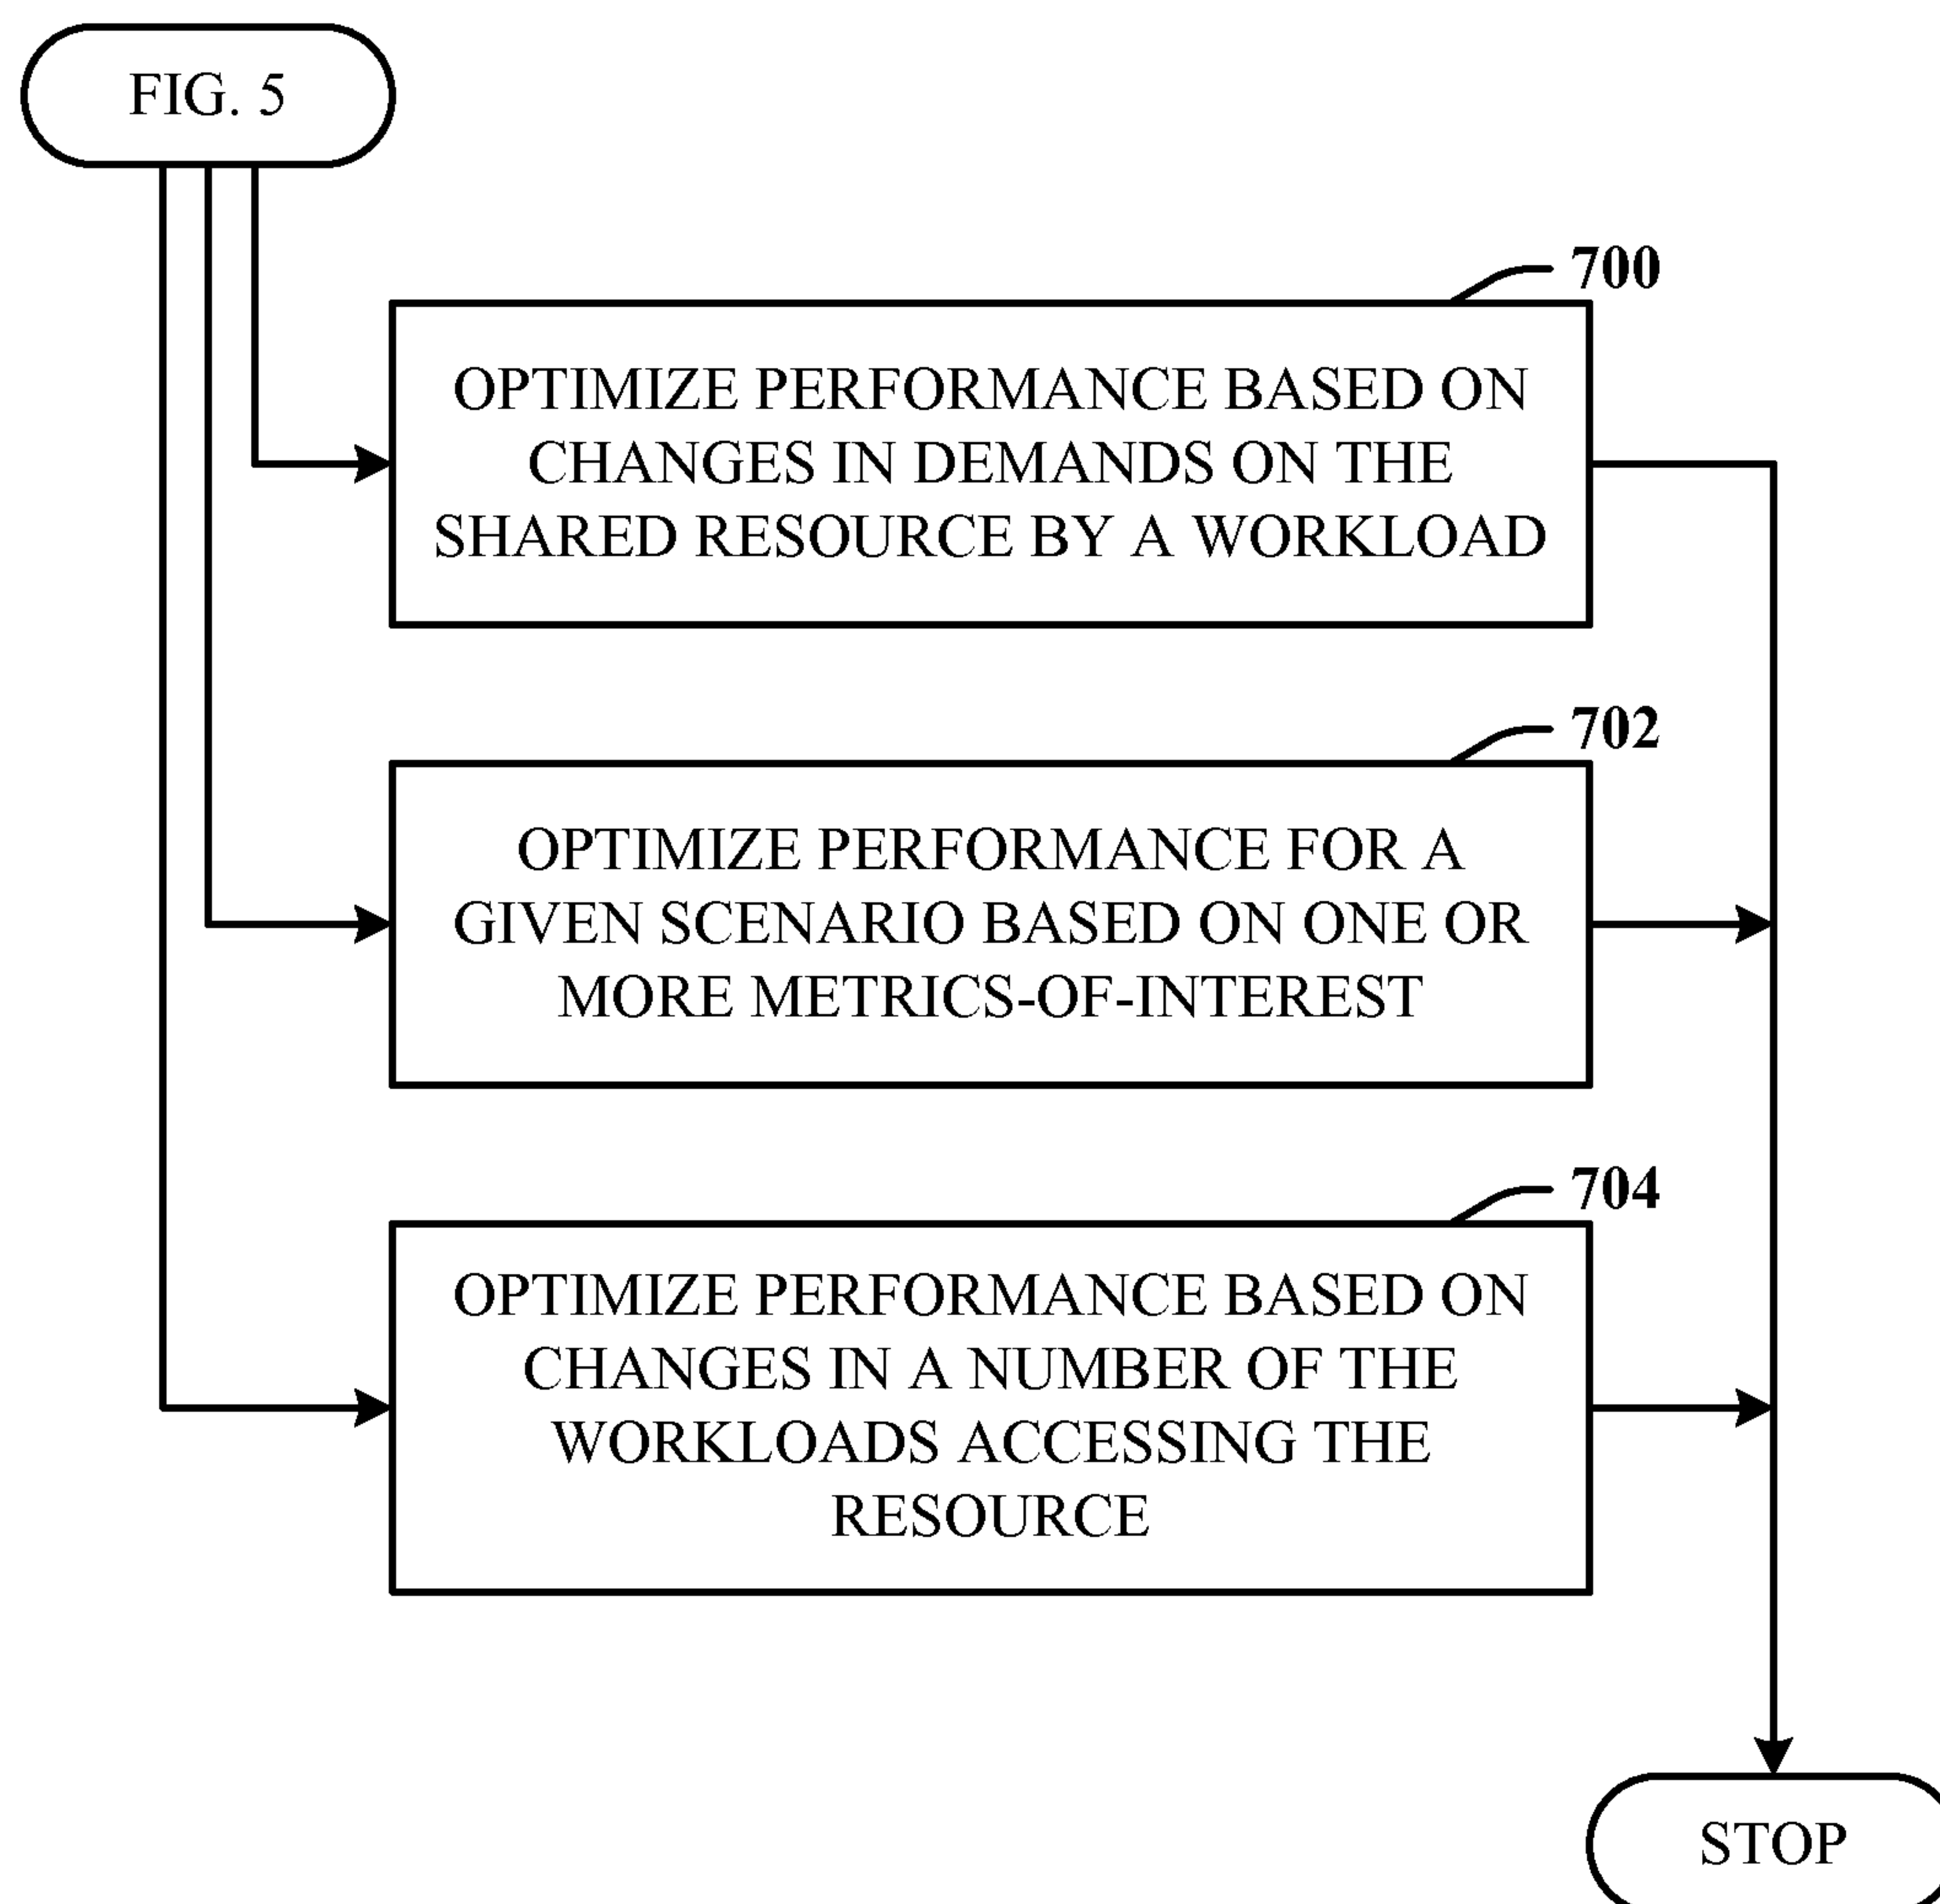 FIG. 5
700
OPTIMIZE PERFORMANCE BASED ON
CHANGES IN DEMANDS ON THE
SHARED RESOURCE BY A WORKLOAD
702
OPTIMIZE PERFORMANCE FOR A
GIVEN SCENARIO BASED ON ONE OR
MORE METRICS-OF-INTEREST
704
OPTIMIZE PERFORMANCE BASED ON
CHANGES IN A NUMBER OF THE
WORKLOADS ACCESSING THE
RESOURCE
STOP